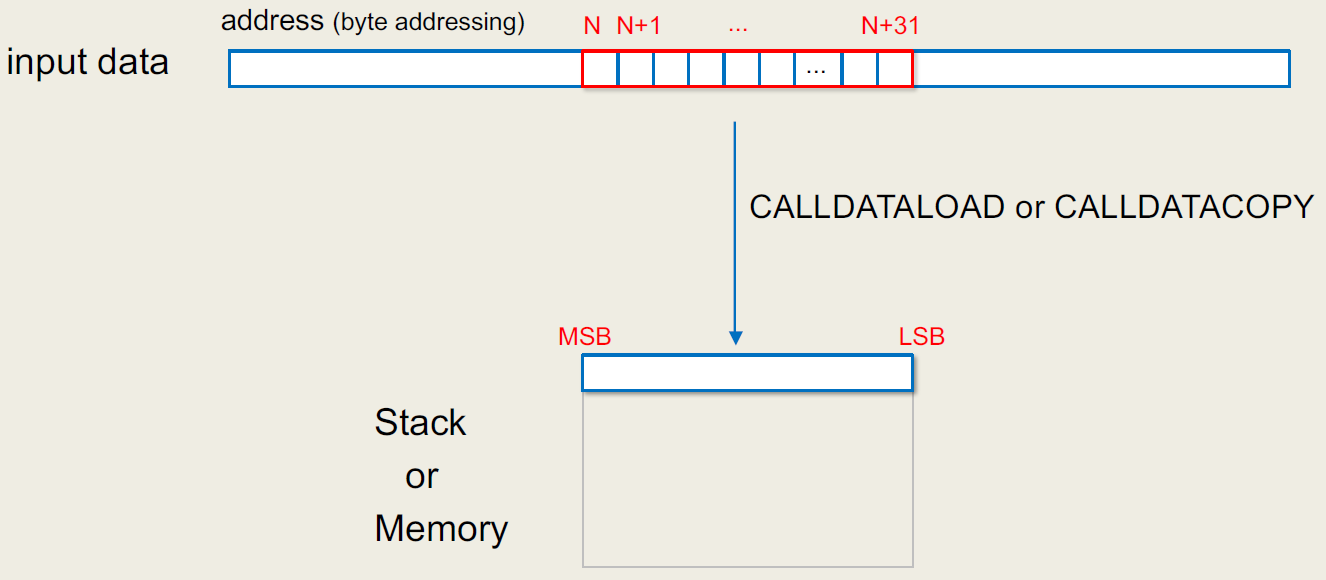 address (byte addressing)
N N+1 ... N+31
input data
...
CALLDATALOAD or CALLDATACOPY
MSB LSB
Stack
or
Memory